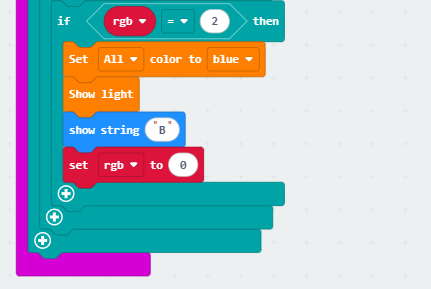 if rgb = 2 then
Set All color to blue
Show light
show string "B"
set rgb to 0